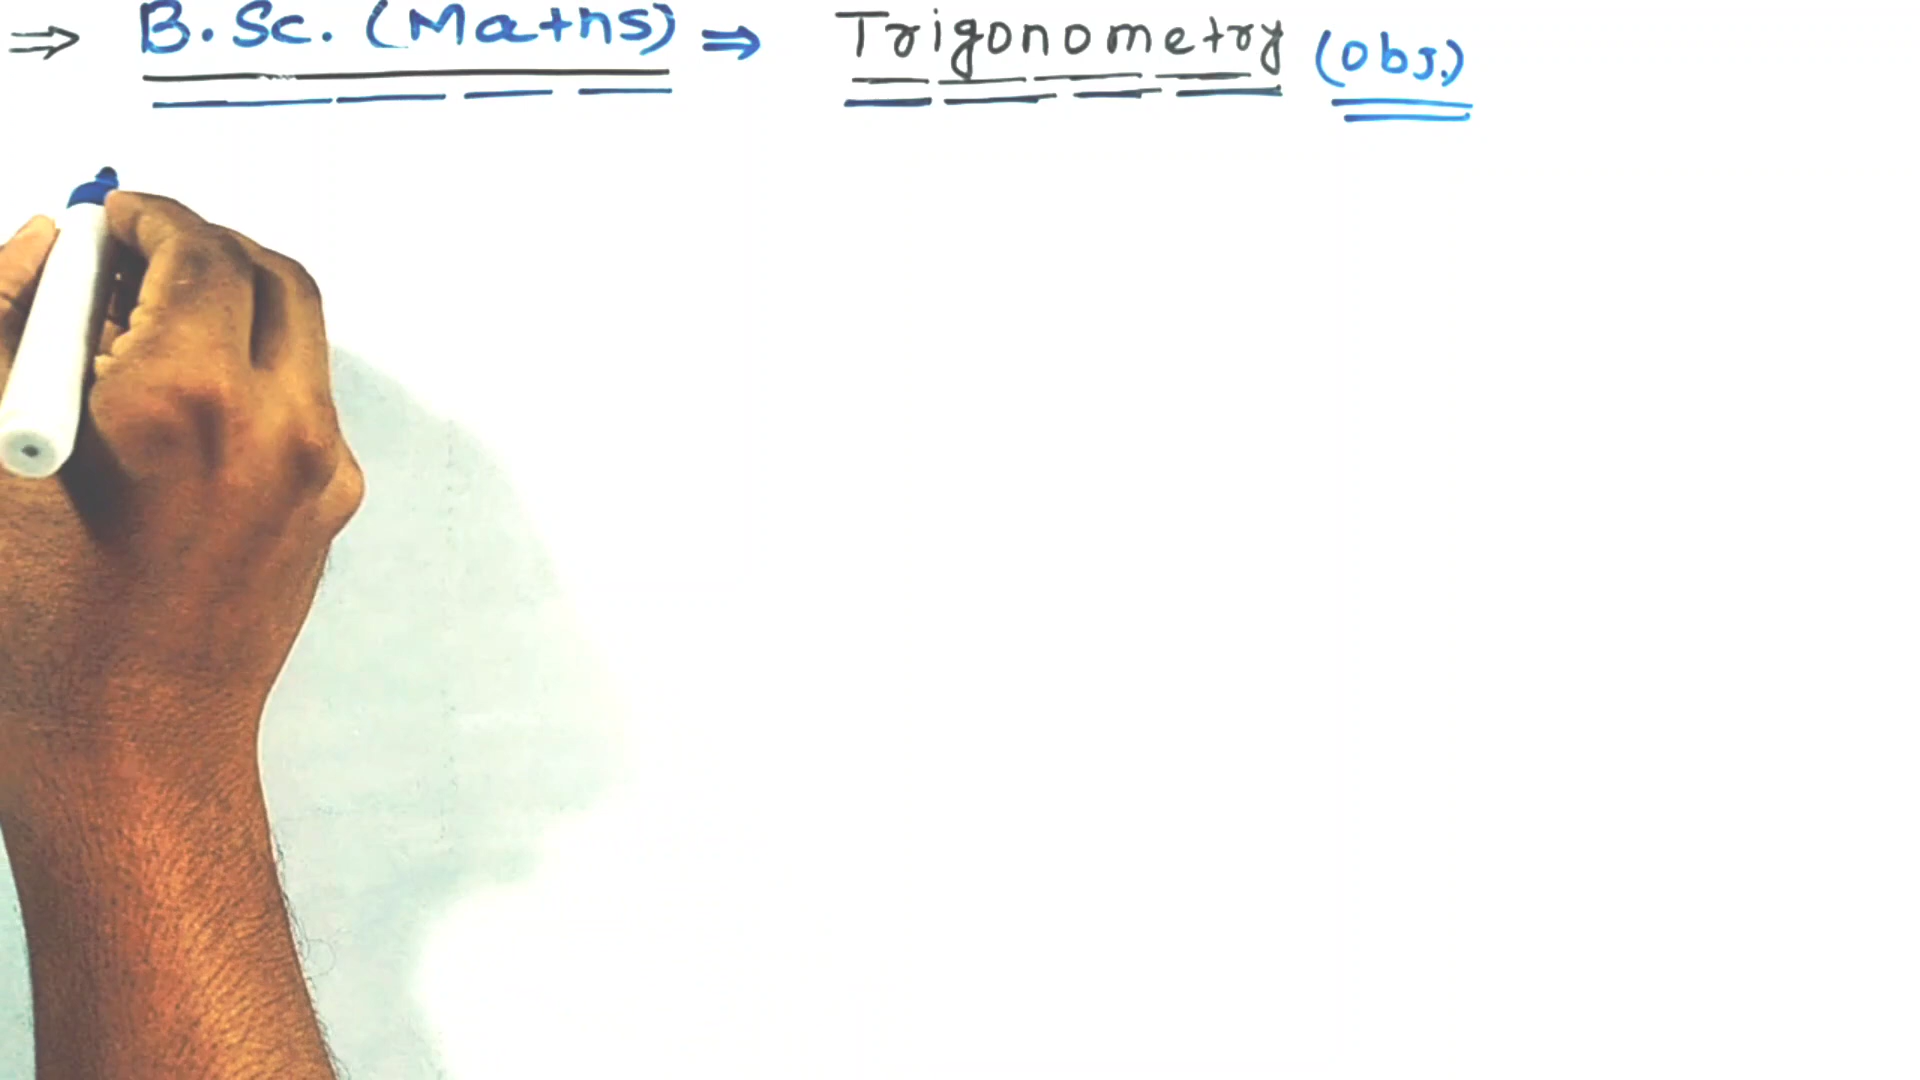 ⇒ B.Sc. (Maths) ⇒ Trigonometry (Obj.)